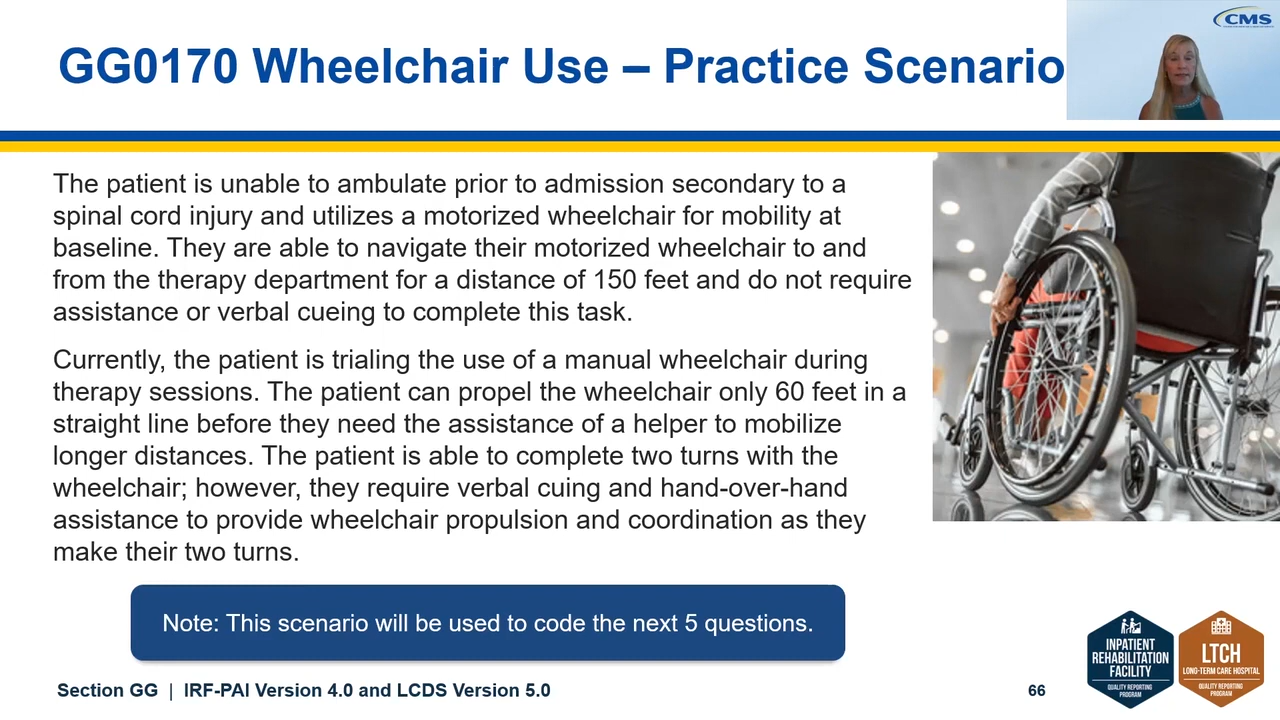 GG0170 Wheelchair Use – Practice Scenario
CMS
The patient is unable to ambulate prior to admission secondary to a
spinal cord injury and utilizes a motorized wheelchair for mobility at
baseline. They are able to navigate their motorized wheelchair to and
from the therapy department for a distance of 150 feet and do not require
assistance or verbal cueing to complete this task.
Currently, the patient is trialing the use of a manual wheelchair during
therapy sessions. The patient can propel the wheelchair only 60 feet in a
straight line before they need the assistance of a helper to mobilize
longer distances. The patient is able to complete two turns with the
wheelchair; however, they require verbal cuing and hand-over-hand
assistance to provide wheelchair propulsion and coordination as they
make their two turns.
Note: This scenario will be used to code the next 5 questions.
Section GG | IRF-PAI Version 4.0 and LCDS Version 5.0
66
INPATIENT
REHABILITATION
FACILITY
QUALITY REPORTING
PROGRAM
LTCH
LONG-TERM CARE HOSPITAL
QUALITY REPORTING
PROGRAM